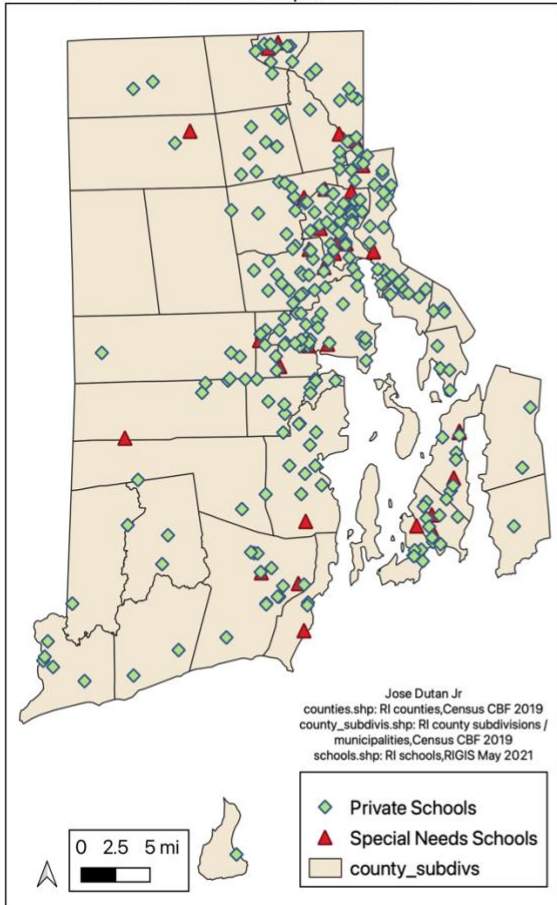 Jose Dutan Jr
counties.shp: RI counties,Census CBF 2019
county_subdivis.shp: RI county subdivisions /
municipalities,Census CBF 2019
schools.shp: RI schools,RIGIS May 2021
Private Schools
Special Needs Schools
county_subdivs
0 2.5 5 mi